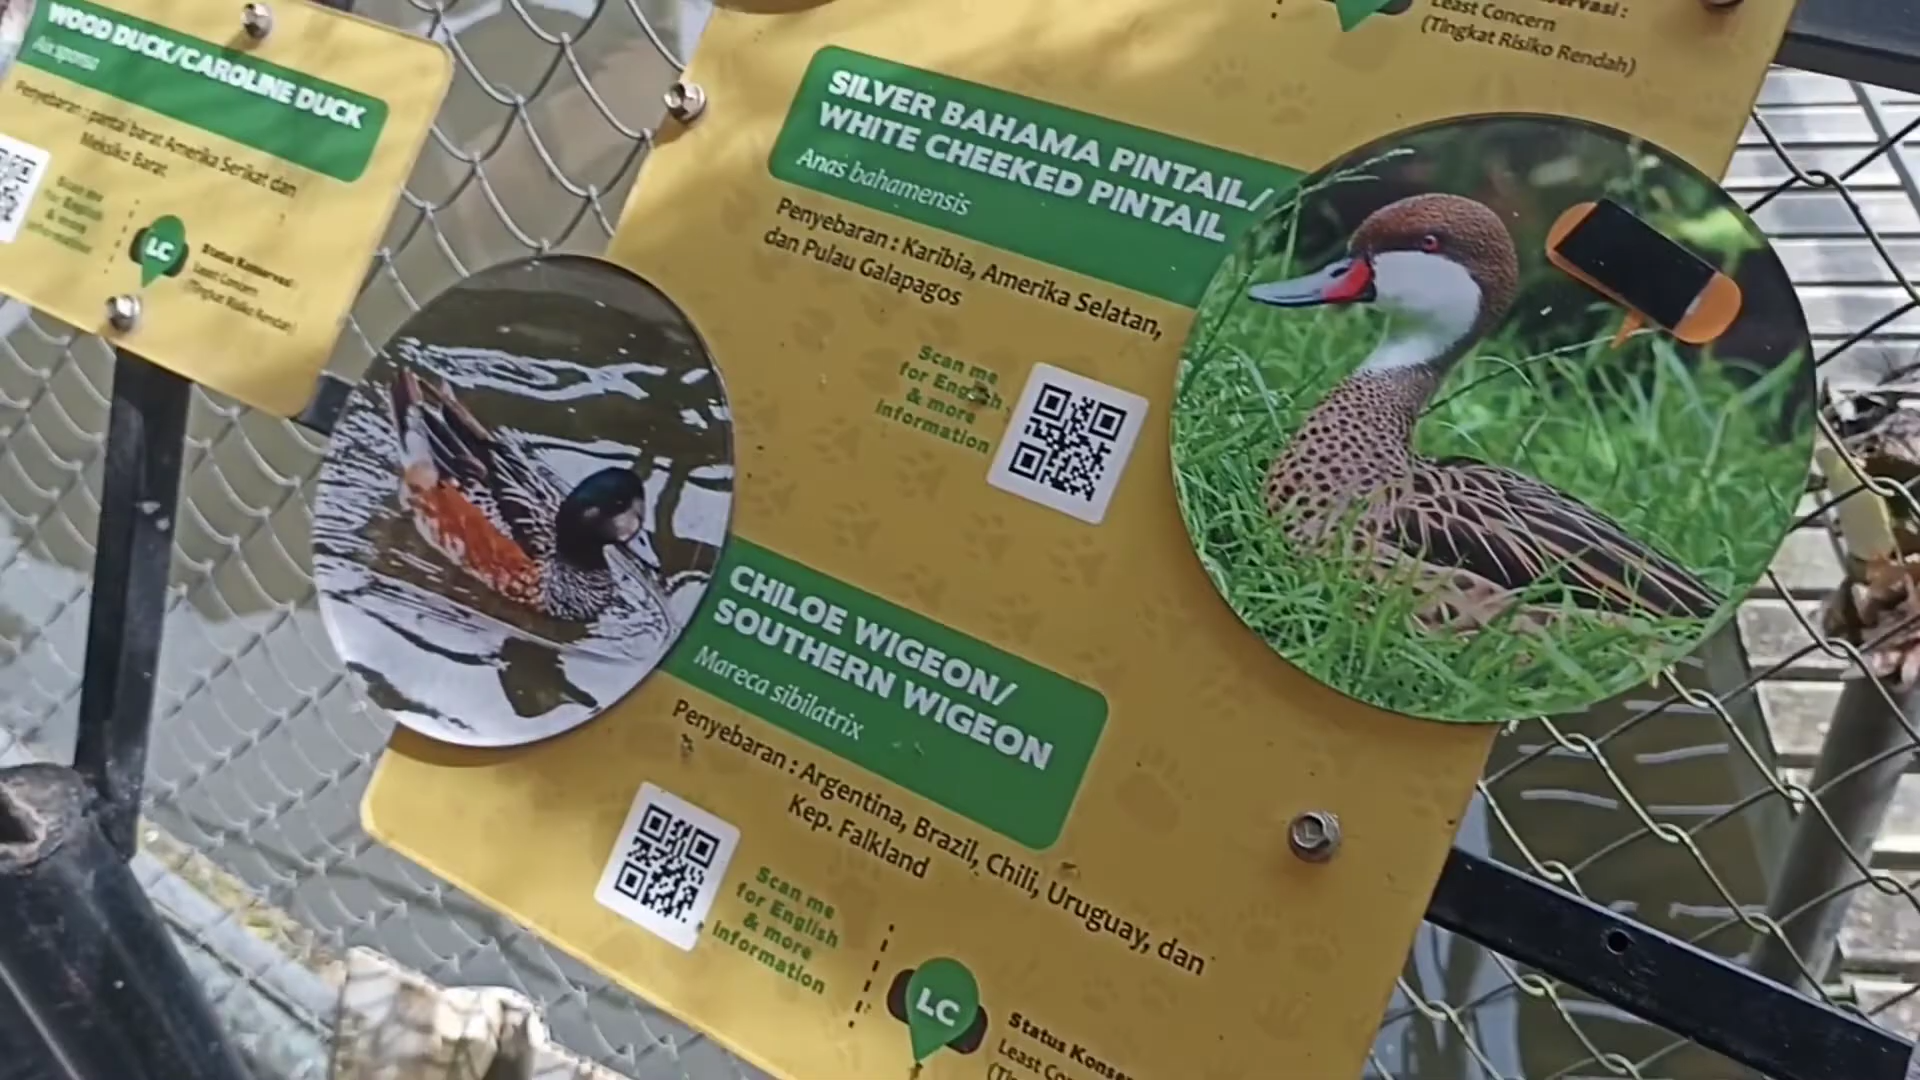 WOOD DUCK/CAROLINE DUCK
Aix sponsa
Penyebaran : pantai barat Amerika Serikat dan
Meksiko Barat
Scan me
for English
& more
information
LC
Status Konservasi :
Least Concern
(Tingkat Risiko Rendah)
Least Concern
(Tingkat Risiko Rendah)
SILVER BAHAMA PINTAIL/
WHITE CHEEKED PINTAIL
Anas bahamensis
Penyebaran : Karibia, Amerika Selatan,
dan Pulau Galapagos
Scan me
for English
& more
information
CHILOE WIGEON/
SOUTHERN WIGEON
Mareca sibilatrix
Penyebaran : Argentina, Brazil, Chili, Uruguay, dan
Kep. Falkland
Scan me
for English
& more
information
LC
Status Konser
Least Co